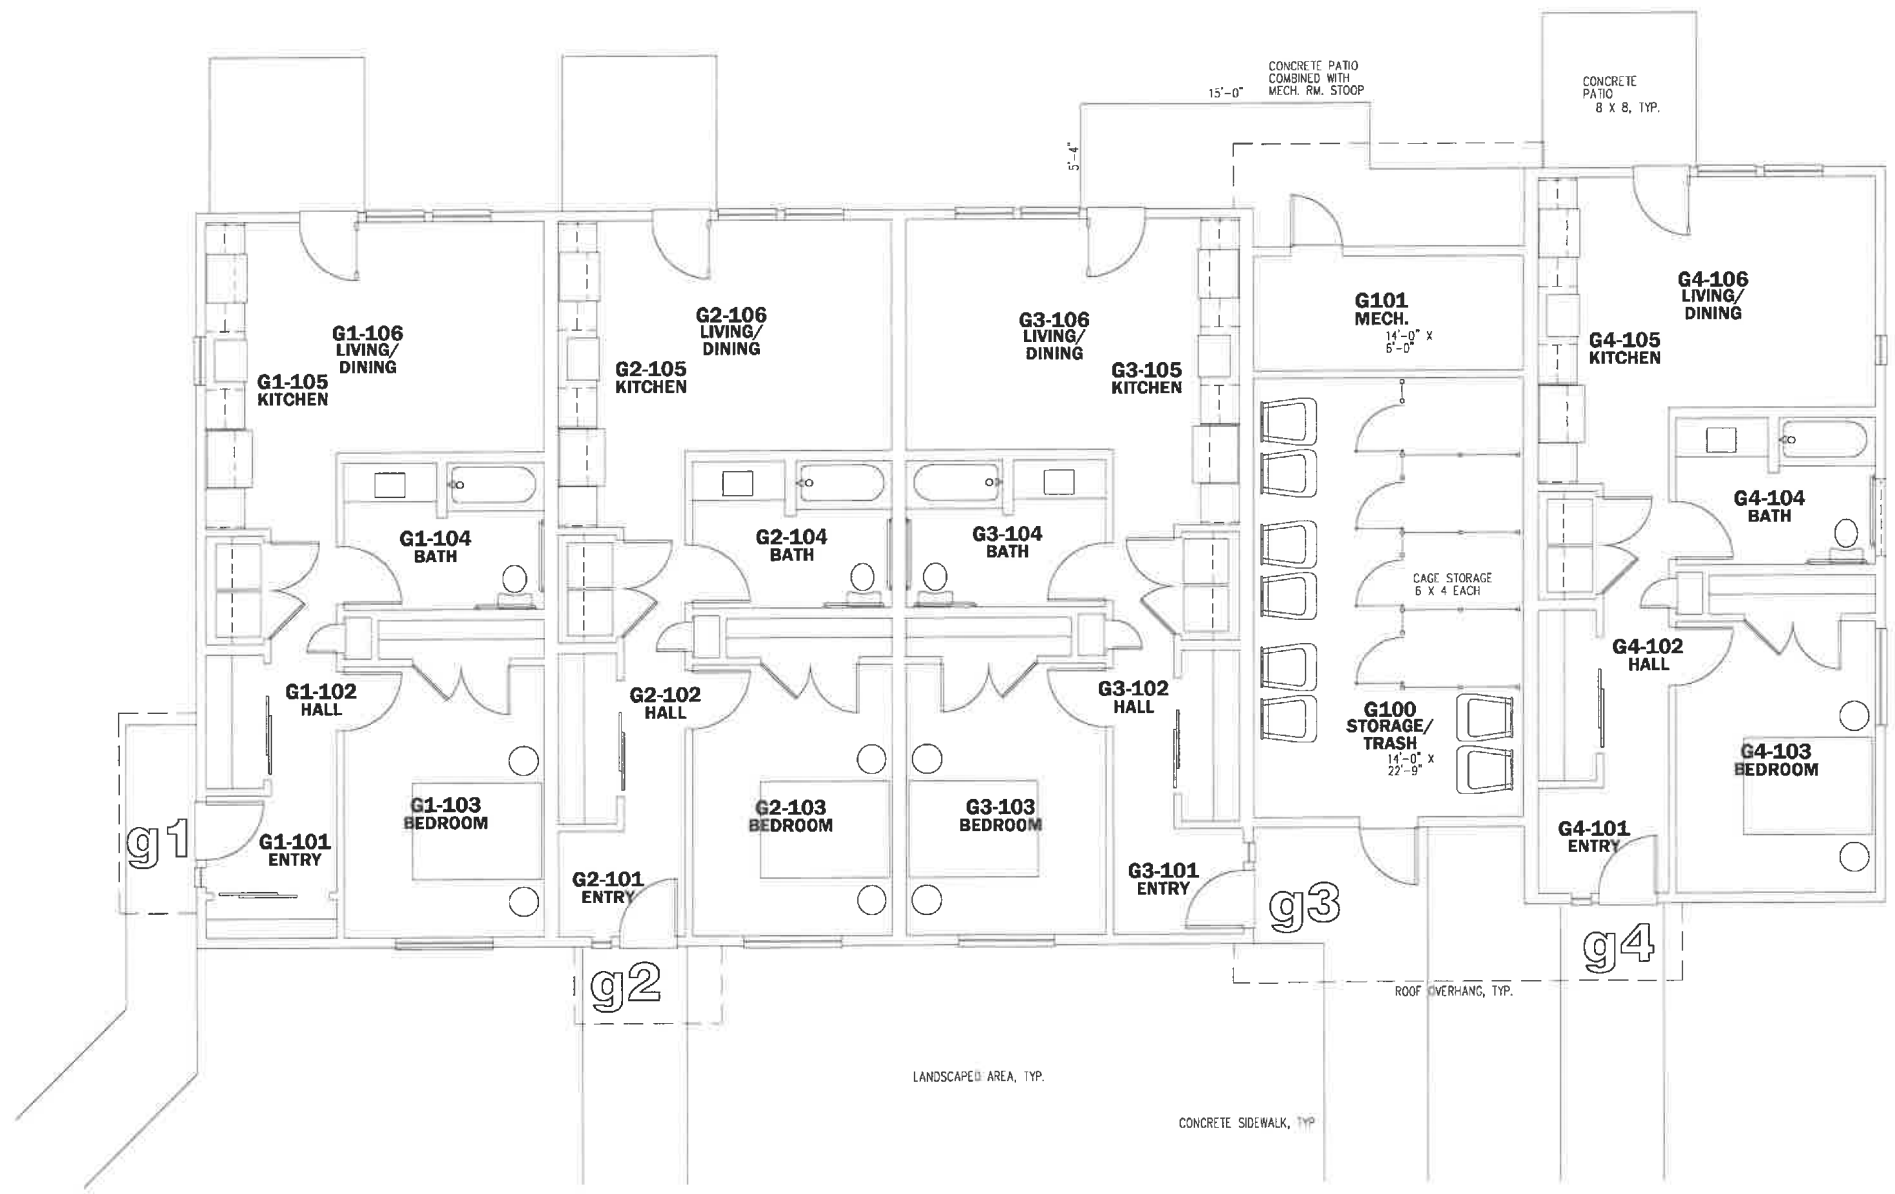 CONCRETE PATIO
COMBINED WITH
MECH. RM. STOOP
15'-0"
5'-4"
CONCRETE
PATIO
8 X 8, TYP.
G1-106
LIVING/
DINING
G1-105
KITCHEN
G2-106
LIVING/
DINING
G2-105
KITCHEN
G3-106
LIVING/
DINING
G3-105
KITCHEN
G101
MECH.
14'-0" X
6'-0"
G4-106
LIVING/
DINING
G4-105
KITCHEN
G1-104
BATH
G2-104
BATH
G3-104
BATH
CAGE STORAGE
6 X 4 EACH
G4-104
BATH
G1-102
HALL
G2-102
HALL
G3-102
HALL
G100
STORAGE/
TRASH
14'-0" X
22'-9"
G4-102
HALL
G1-103
BEDROOM
G2-103
BEDROOM
G3-103
BEDROOM
G4-103
BEDROOM
g1
G1-101
ENTRY
G2-101
ENTRY
G3-101
ENTRY
G4-101
ENTRY
g2
g3
g4
ROOF OVERHANG, TYP.
LANDSCAPED AREA, TYP.
CONCRETE SIDEWALK, TYP